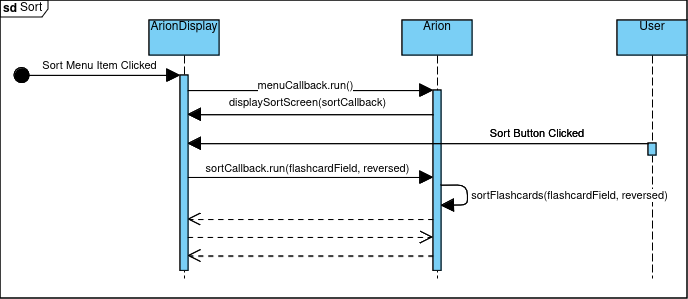 sd Sort
ArionDisplay
Arion
User
Sort Menu Item Clicked
menuCallback.run()
displaySortScreen(sortCallback)
Sort Button Clicked
sortCallback.run(flashcardField, reversed)
sortFlashcards(flashcardField, reversed)